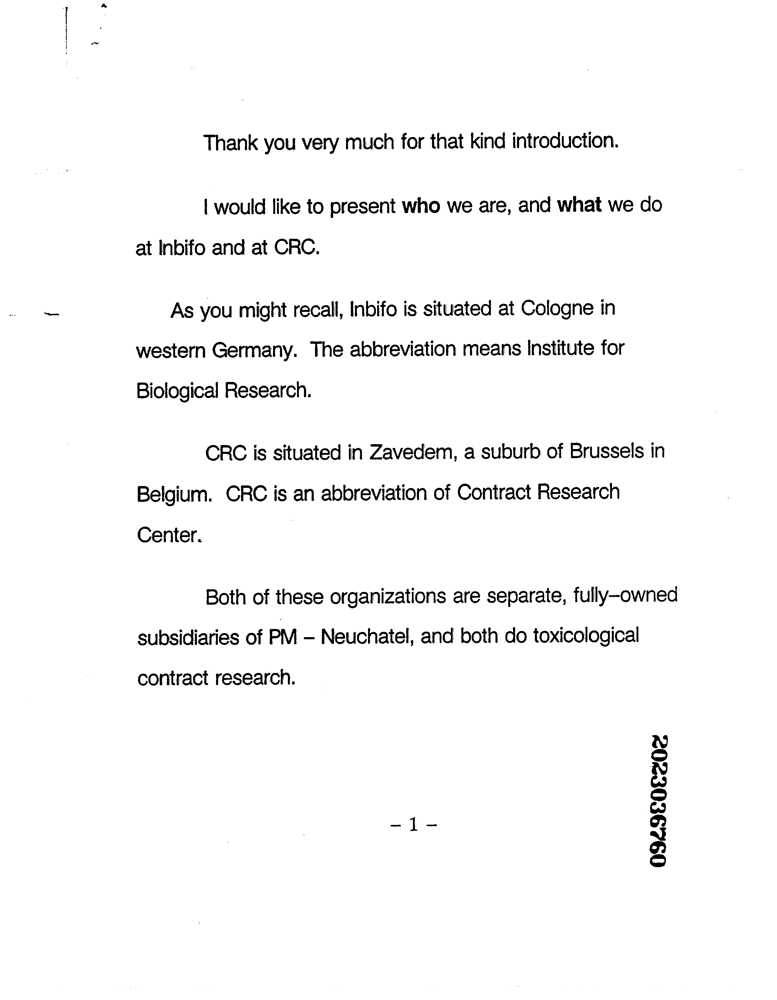 Thank you very much for that kind introduction.
I would like to present who we are, and what we do
at Inbifo and at CRC.
As you might recall, Inbifo is situated at Cologne in
western Germany. The abbreviation means Institute for
Biological Research.
CRC is situated in Zavedem, a suburb of Brussels in
Belgium. CRC is an abbreviation of Contract Research
Center.
Both of these organizations are separate, fully–owned
subsidiaries of PM – Neuchatel, and both do toxicological
contract research.
2023036760
– 1 –